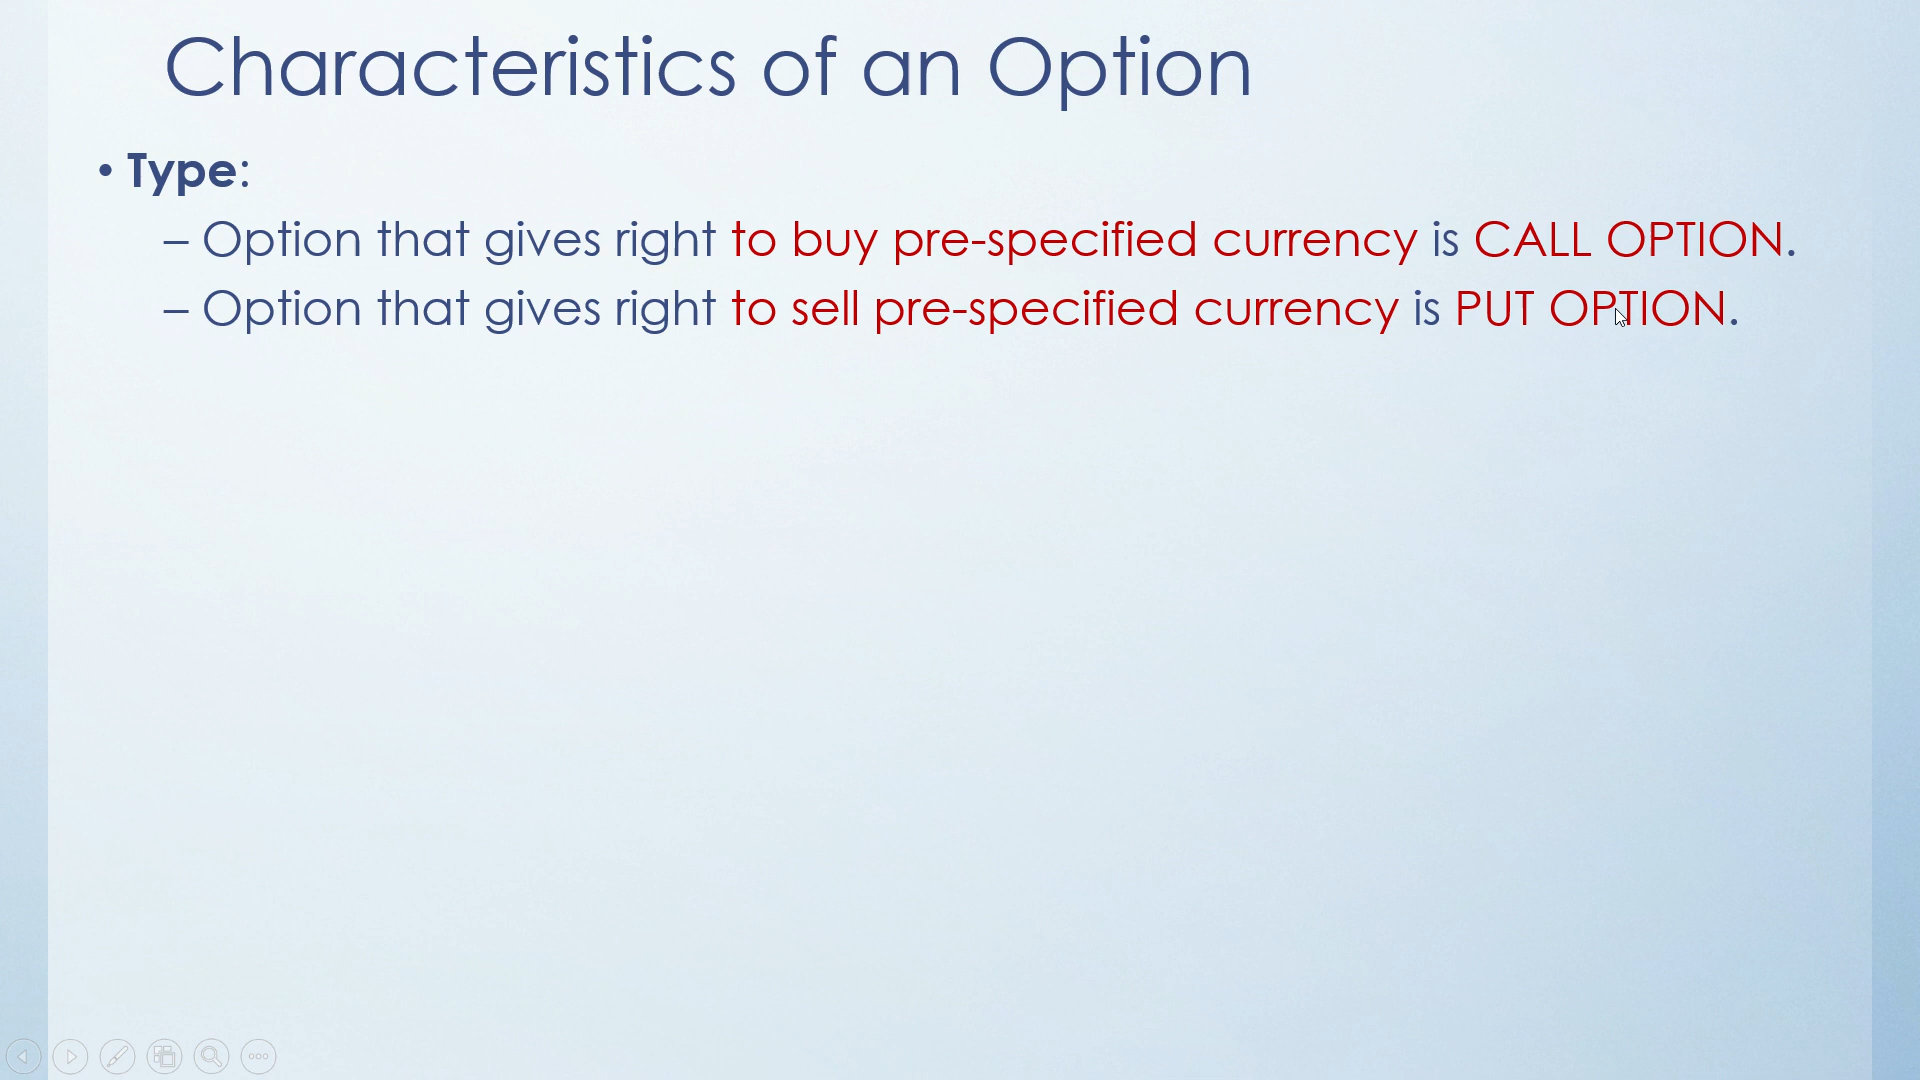 Characteristics of an Option
• Type:
– Option that gives right to buy pre-specified currency is CALL OPTION.
– Option that gives right to sell pre-specified currency is PUT OPTION.